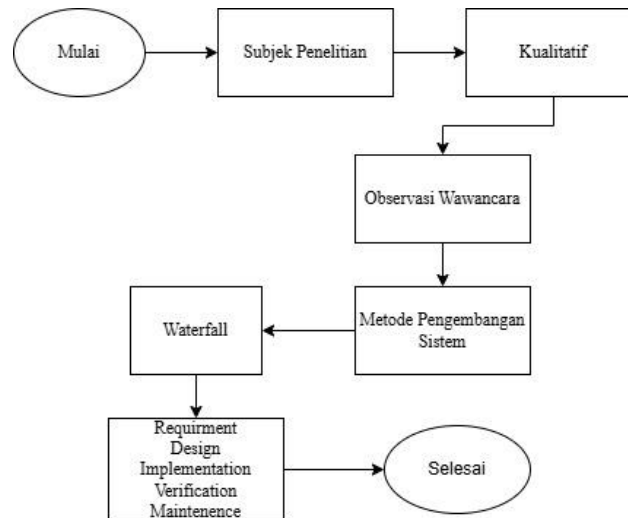 Mulai
Subjek Penelitian
Kualitatif
Observasi Wawancara
Metode Pengembangan
Sistem
Waterfall
Requirment
Design
Implementation
Verification
Maintenence
Selesai